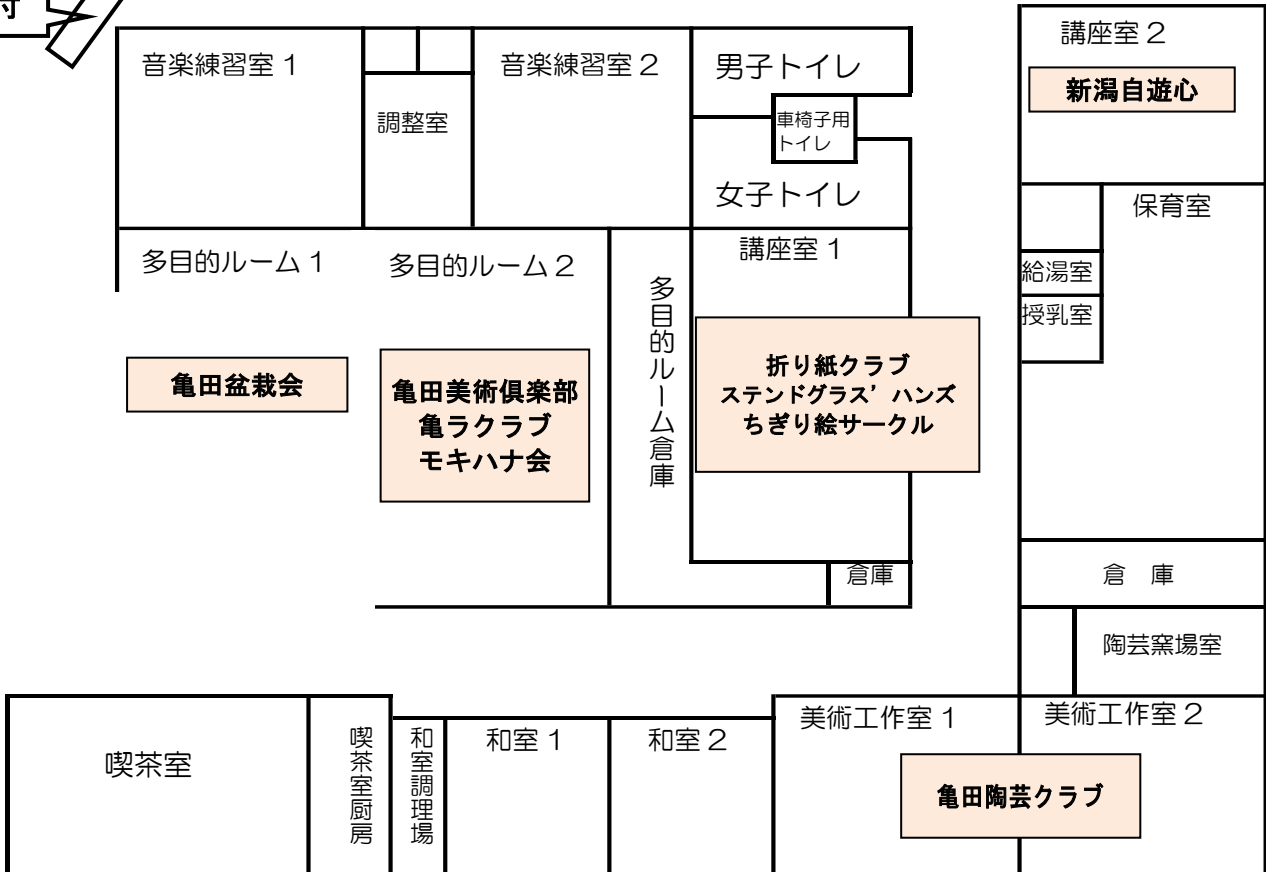 付
音楽練習室1
調整室
音楽練習室2
男子トイレ
車椅子用
トイレ
女子トイレ
講座室2
新潟自遊心
保育室
給湯室
授乳室
多目的ルーム1
亀田盆栽会
多目的ルーム2
亀田美術倶楽部
亀ラクラブ
モキハナ会
多目的ルーム倉庫
講座室1
折り紙クラブ
ステンドグラス’ハンズ
ちぎり絵サークル
倉庫
倉 庫
陶芸窯場室
喫茶室
喫茶室厨房
和室調理場
和室1
和室2
美術工作室1
美術工作室2
亀田陶芸クラブ